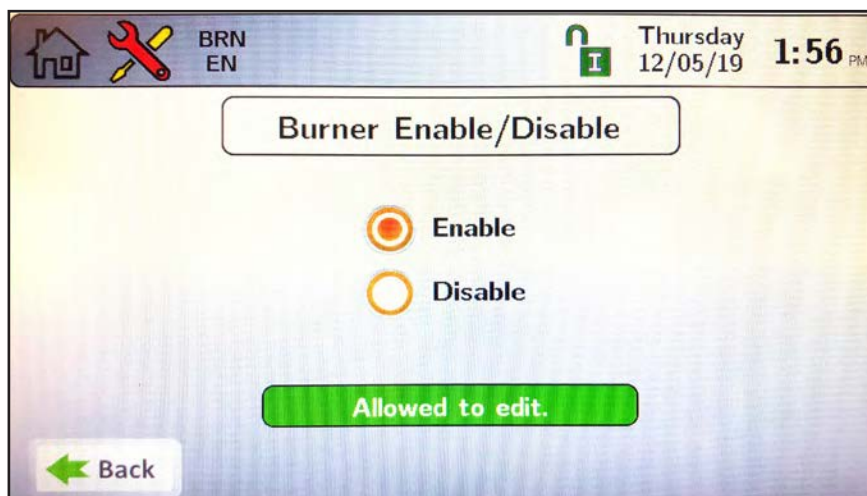 BRN
EN
I
Thursday
12/05/19
1:56 PM
Burner Enable/Disable
Enable
Disable
Allowed to edit.
Back